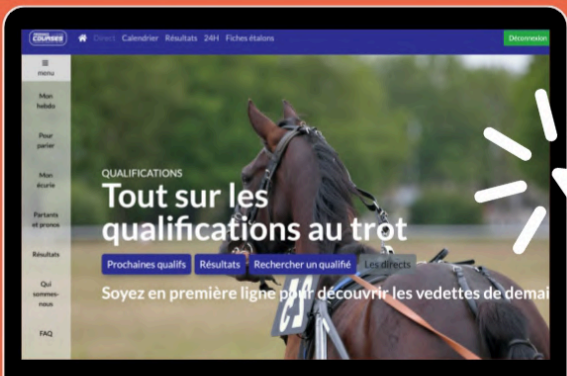 COURSES Direct Calendrier Résultats 24H Fiches étalons Déconnexion
menu
Mon
hebdo
Pour
parier
Mon
écurie
Partants
et pronos
Résultats
Qui
sommes-
nous
FAQ
QUALIFICATIONS
Tout sur les
qualifications au trot
Prochaines qualifs Résultats Rechercher un qualifié Les directs
Soyez en première ligne pour découvrir les vedettes de demai